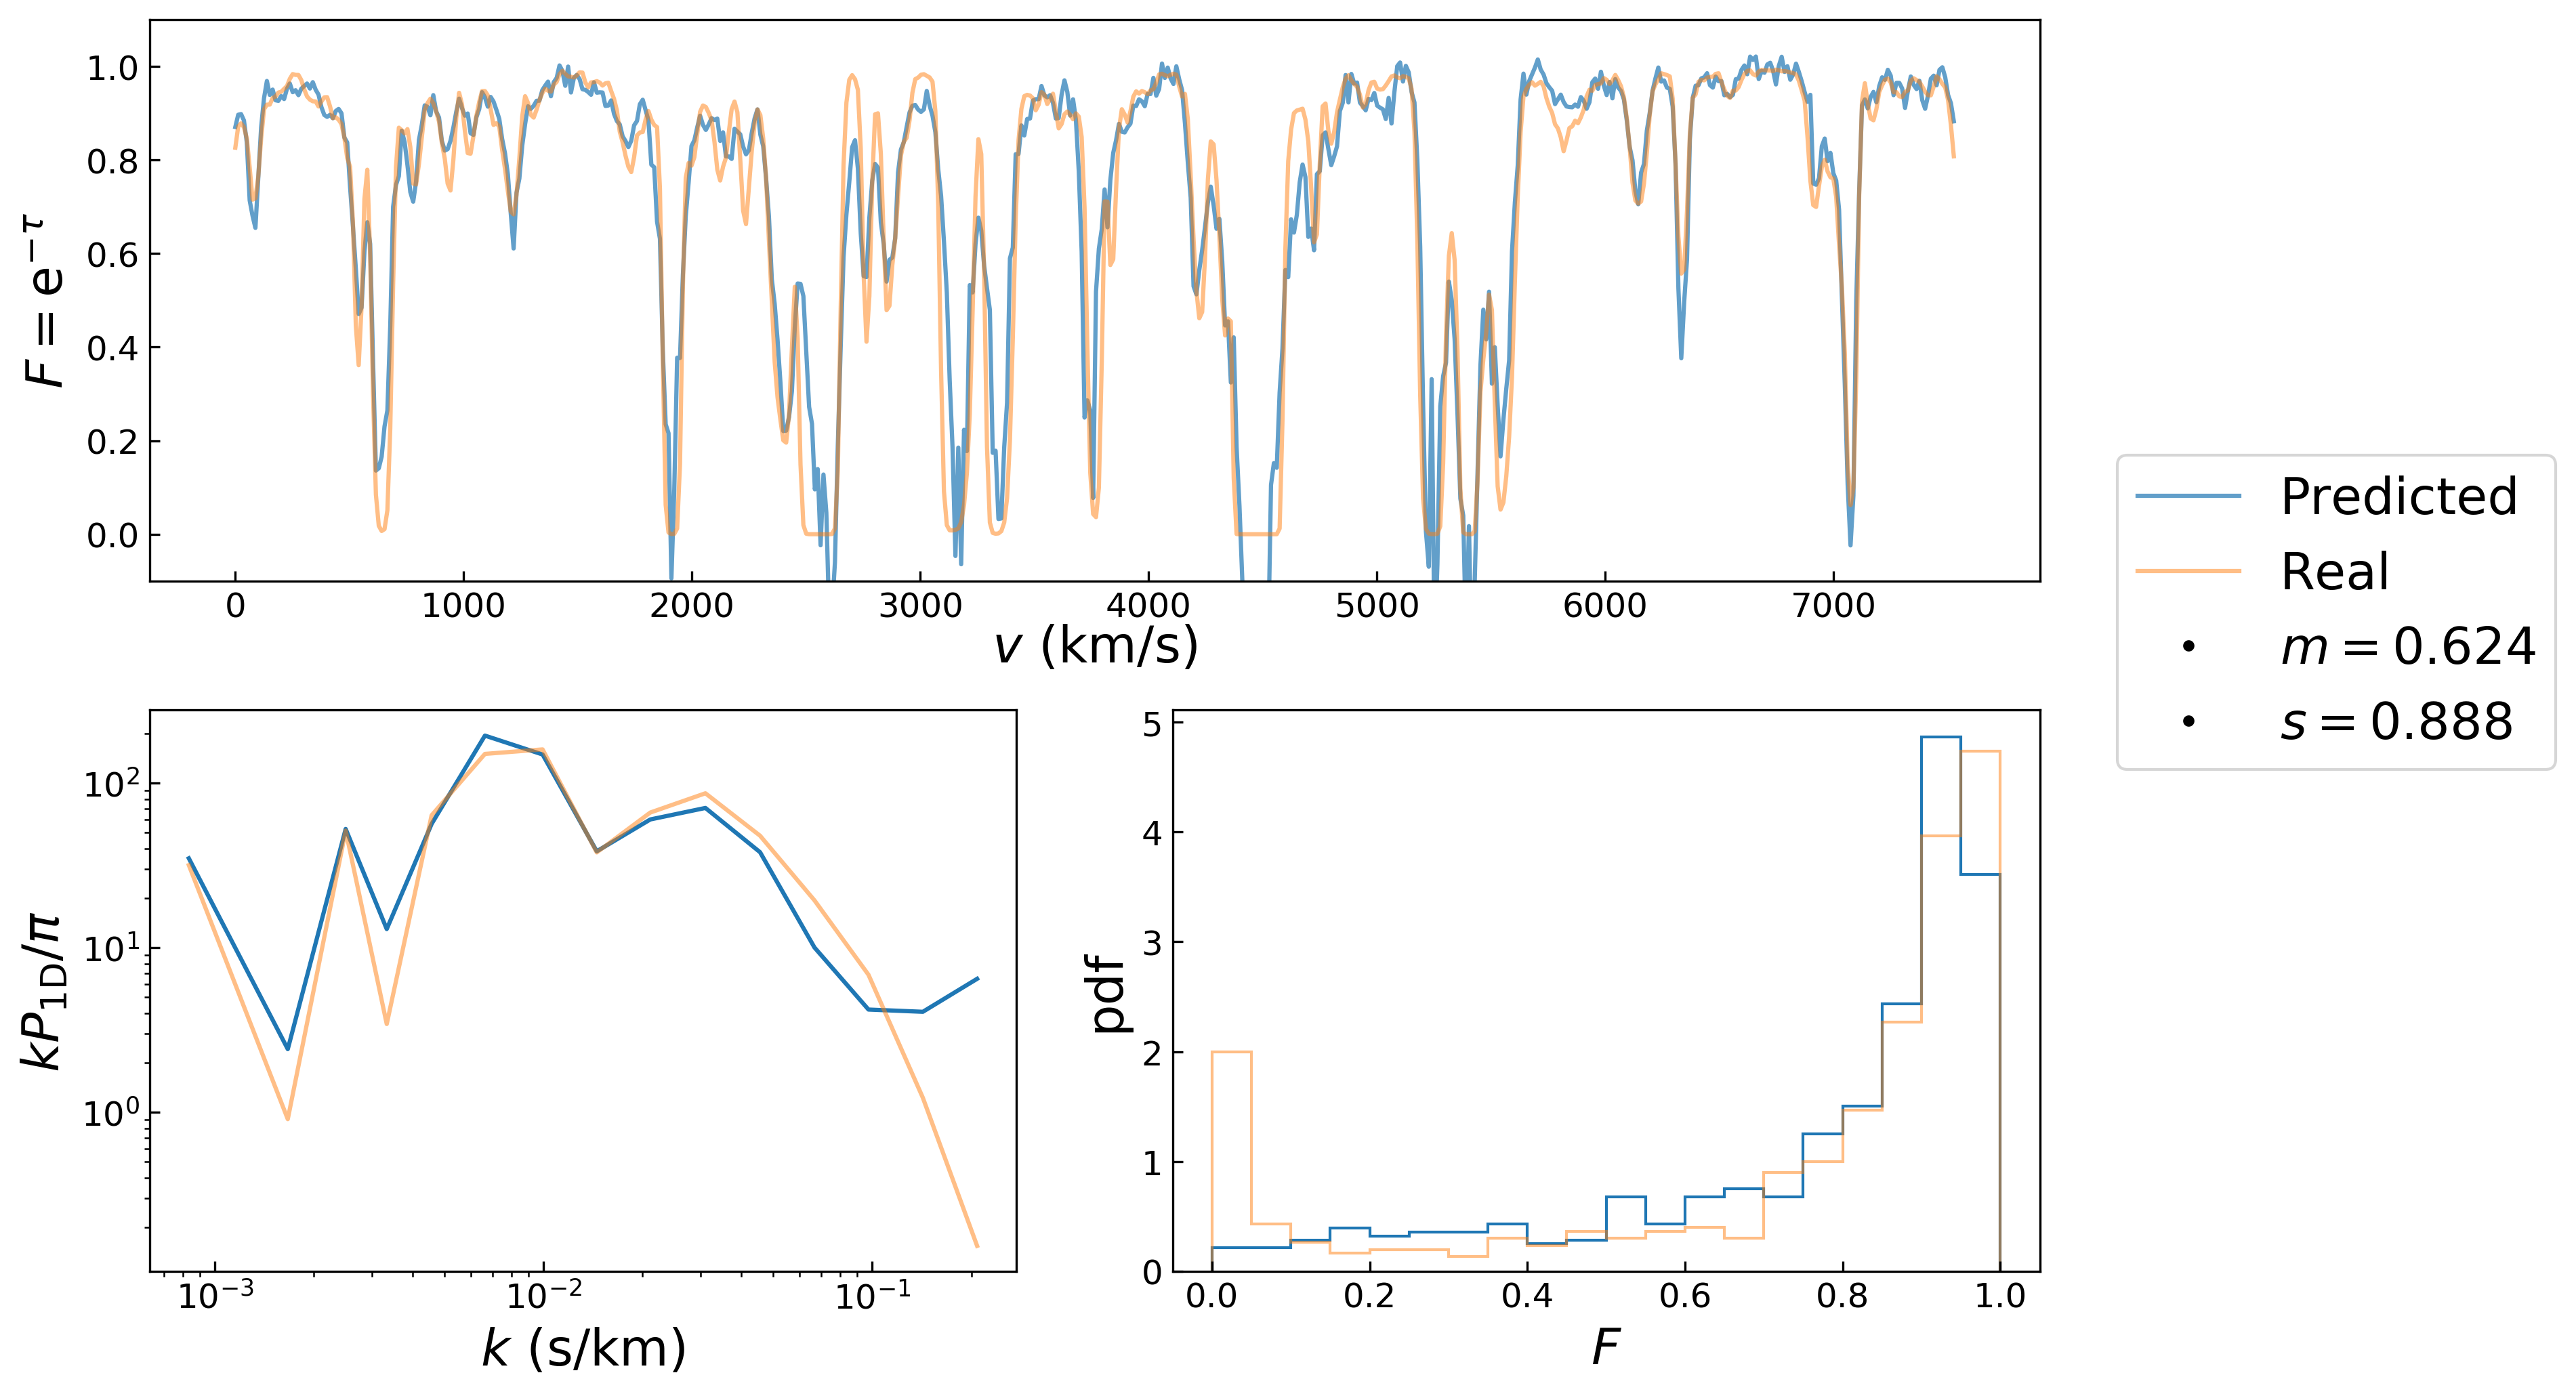 1.0
0.8
0.6
0.4
0.2
0.0
F = e^{−τ}
0 1000 2000 3000 4000 5000 6000 7000
v (km/s)
Predicted
Real
m = 0.624
s = 0.888
10²
10¹
10⁰
kP_{1D}/π
10⁻³ 10⁻² 10⁻¹
k (s/km)
5
4
3
2
1
0
pdf
0.0 0.2 0.4 0.6 0.8 1.0
F